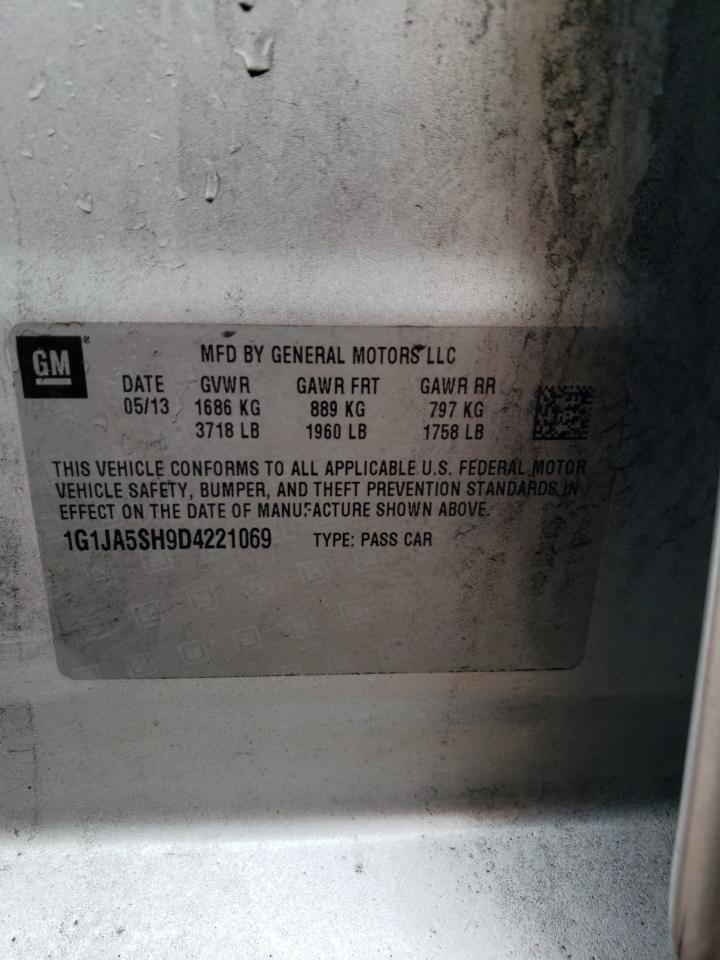 GM®
MFD BY GENERAL MOTORS LLC
DATE GVWR GAWR FRT GAWR RR
05/13 1686 KG 889 KG 797 KG
3718 LB 1960 LB 1758 LB
THIS VEHICLE CONFORMS TO ALL APPLICABLE U.S. FEDERAL MOTOR
VEHICLE SAFETY, BUMPER, AND THEFT PREVENTION STANDARDS IN
EFFECT ON THE DATE OF MANUFACTURE SHOWN ABOVE.
1G1JA5SH9D4221069 TYPE: PASS CAR